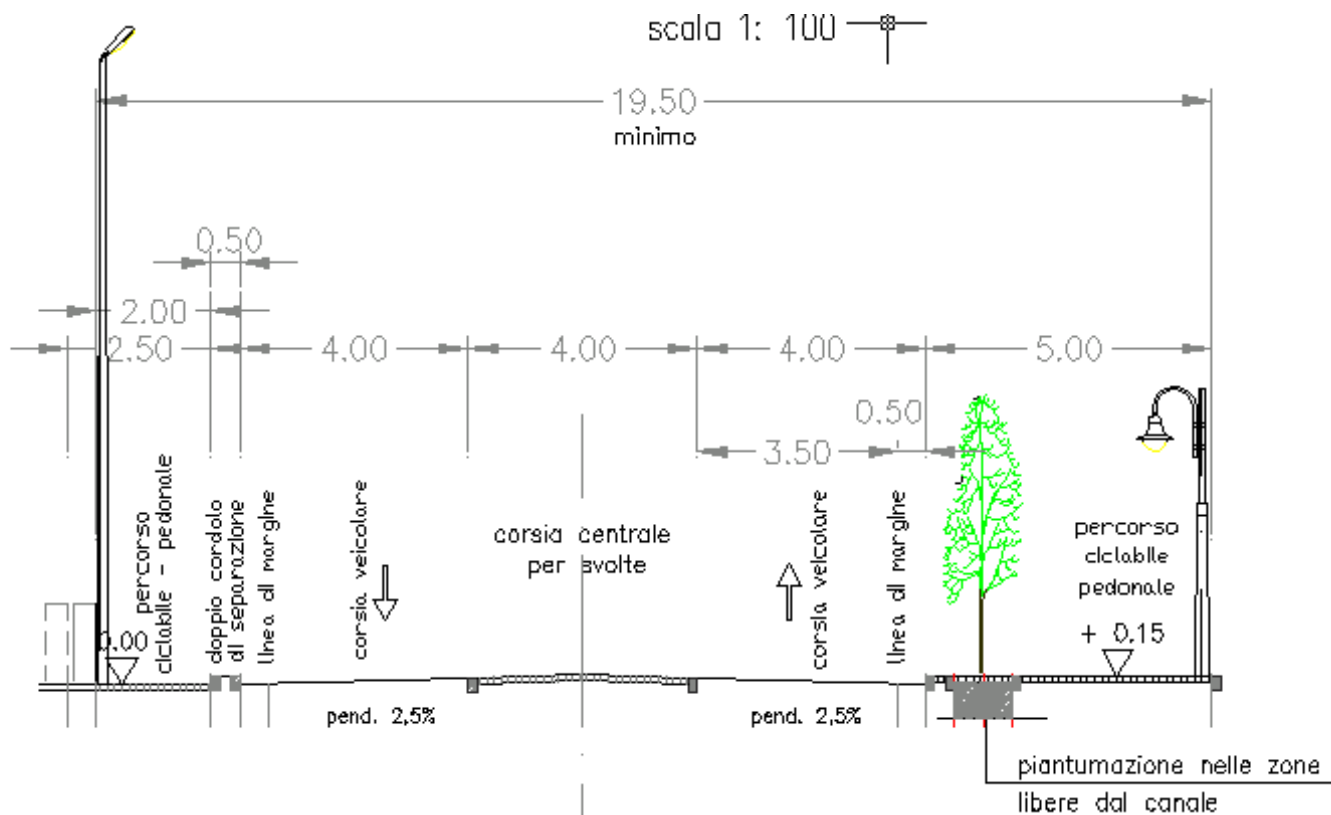 scala 1: 100
19.50
minimo
0.50
2.00
2.50
4.00
4.00
4.00
5.00
0.50
3.50
percorso
ciclabile - pedonale
doppio cordolo
di separazione
linea di margine
corsia veicolare
corsia centrale
per svolte
corsia veicolare
linea di margine
percorso
ciclabile
pedonale
0.00
+ 0.15
pend. 2,5%
pend. 2,5%
piantumazione nelle zone
libere dal canale